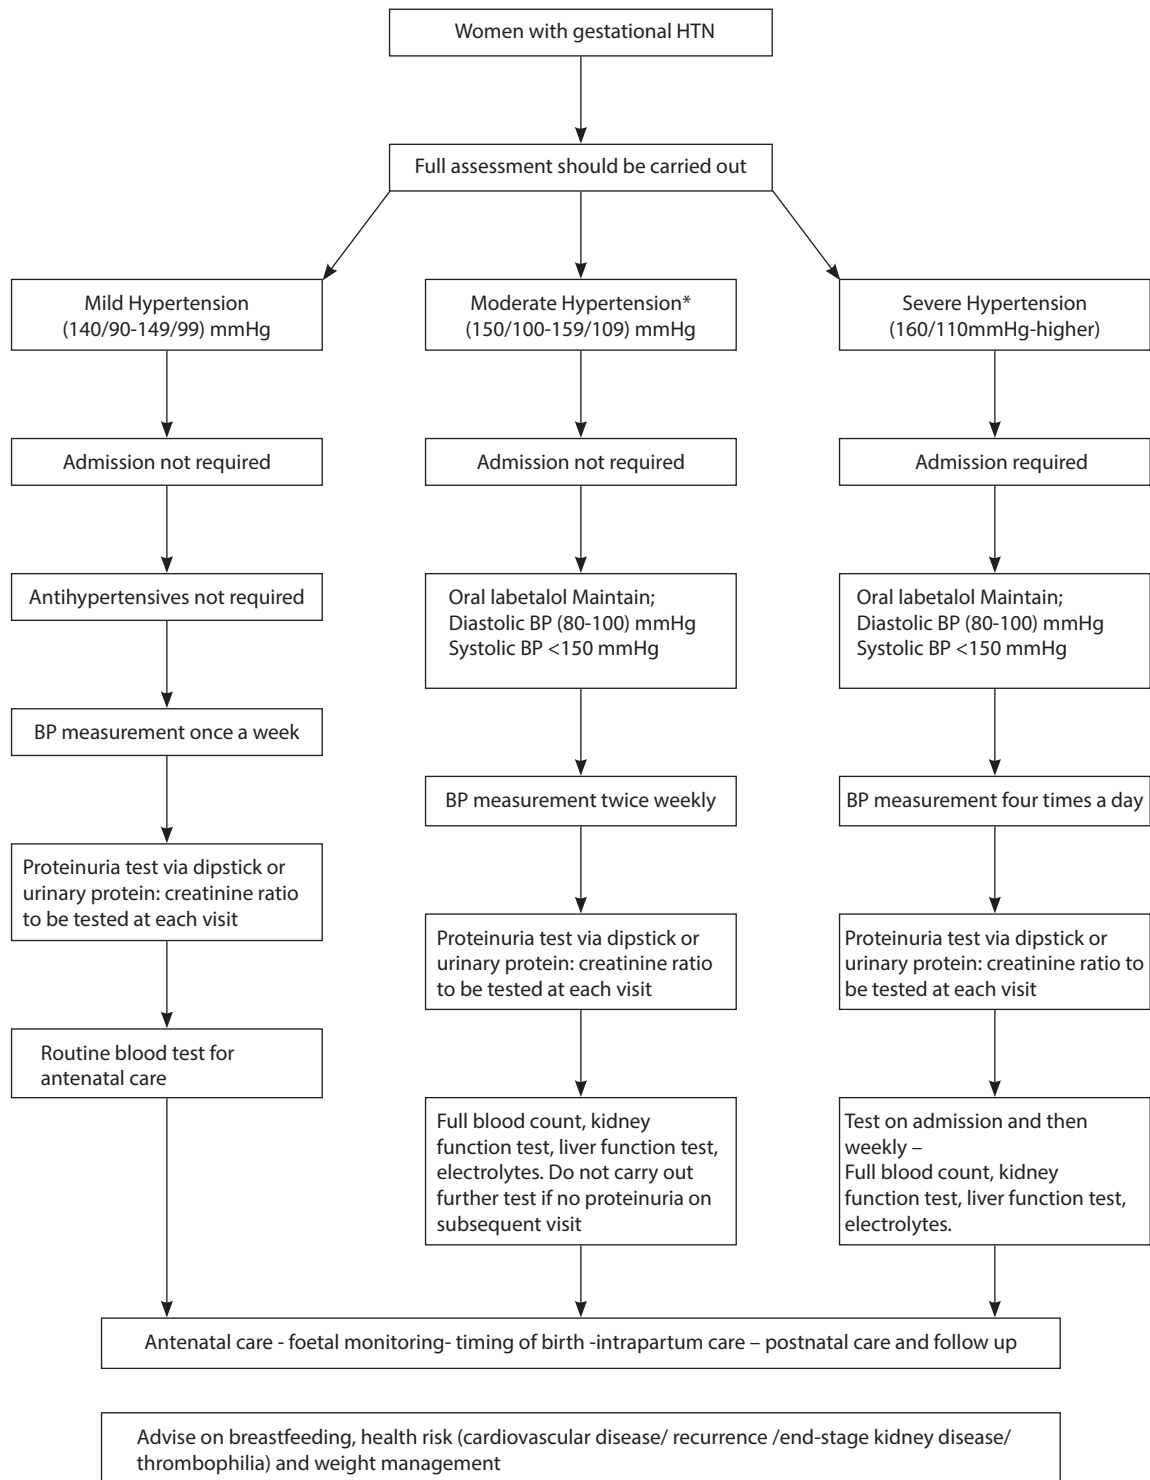 Women with gestational HTN
Full assessment should be carried out
Mild Hypertension
(140/90-149/99) mmHg
Moderate Hypertension*
(150/100-159/109) mmHg
Severe Hypertension
(160/110mmHg-higher)
Admission not required
Admission not required
Admission required
Antihypertensives not required
Oral labetalol Maintain;
Diastolic BP (80-100) mmHg
Systolic BP <150 mmHg
Oral labetalol Maintain;
Diastolic BP (80-100) mmHg
Systolic BP <150 mmHg
BP measurement once a week
BP measurement twice weekly
BP measurement four times a day
Proteinuria test via dipstick or
urinary protein: creatinine ratio
to be tested at each visit
Proteinuria test via dipstick or
urinary protein: creatinine ratio
to be tested at each visit
Proteinuria test via dipstick or
urinary protein: creatinine ratio to
be tested at each visit
Routine blood test for
antenatal care
Full blood count, kidney
function test, liver function test,
electrolytes. Do not carry out
further test if no proteinuria on
subsequent visit
Test on admission and then
weekly –
Full blood count, kidney
function test, liver function test,
electrolytes.
Antenatal care - foetal monitoring- timing of birth -intrapartum care – postnatal care and follow up
Advise on breastfeeding, health risk (cardiovascular disease/ recurrence /end-stage kidney disease/
thrombophilia) and weight management